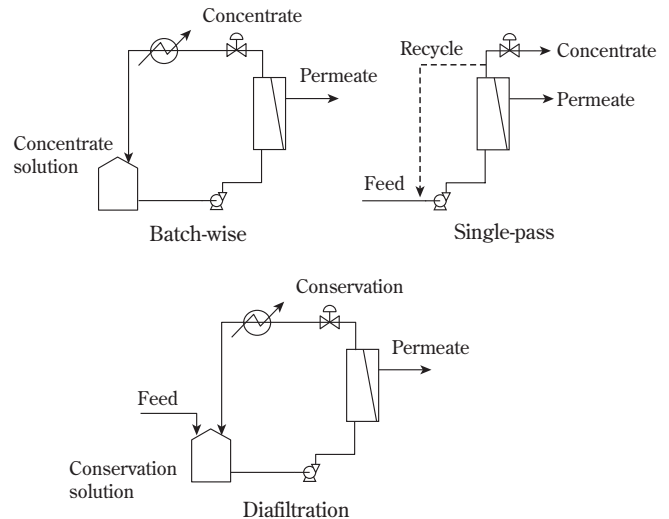 Concentrate
Permeate
Concentrate
solution
Batch-wise
Recycle
Concentrate
Permeate
Feed
Single-pass
Conservation
Permeate
Feed
Conservation
solution
Diafiltration